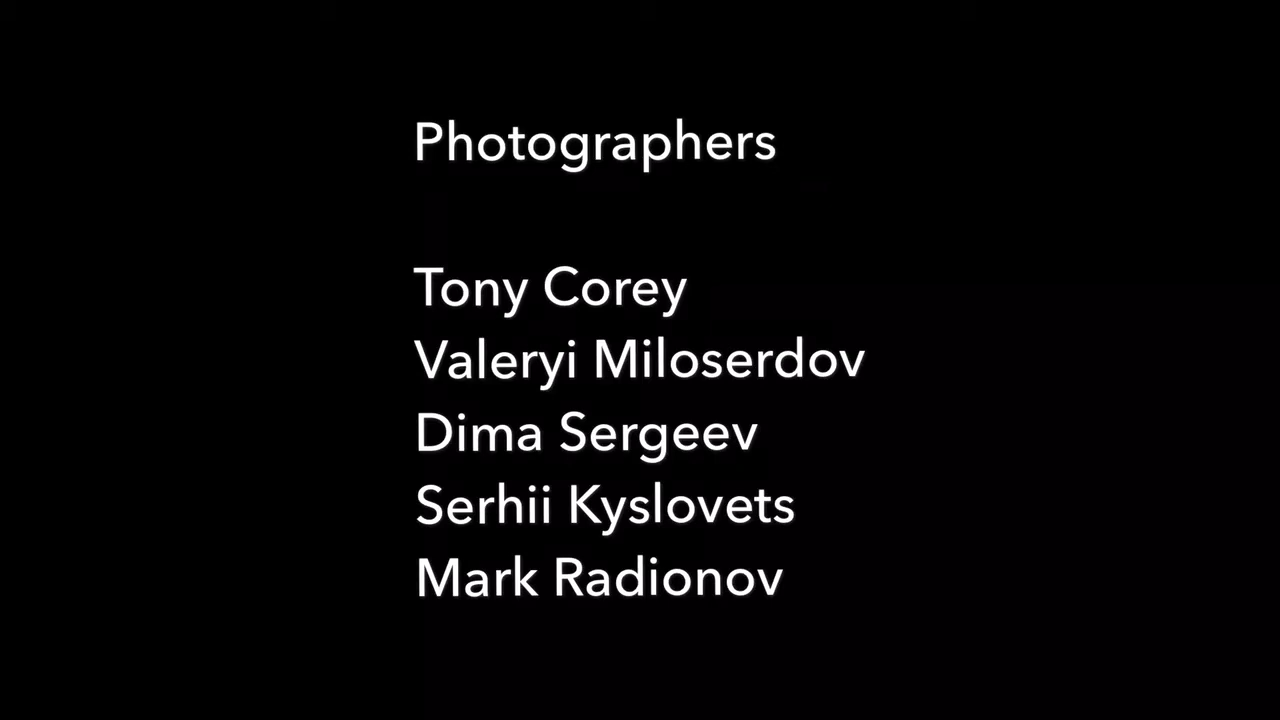 Photographers
Tony Corey
Valeryi Miloserdov
Dima Sergeev
Serhii Kyslovets
Mark Radionov